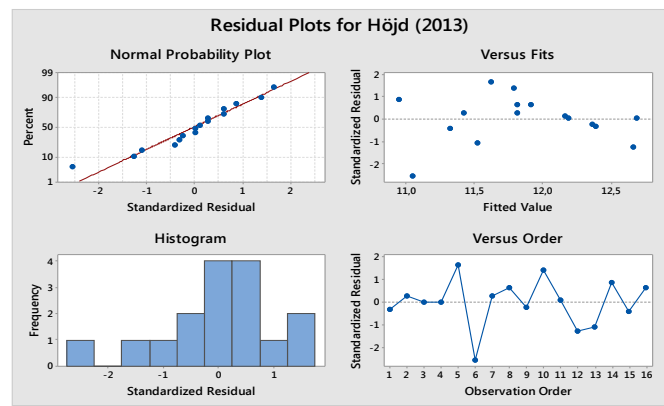 Residual Plots for Höjd (2013)
Normal Probability Plot
Percent
99
90
50
10
1
-2 -1 0 1 2
Standardized Residual
Versus Fits
Standardized Residual
2
1
0
-1
-2
11,0 11,5 12,0 12,5
Fitted Value
Histogram
Frequency
4
3
2
1
0
-2 -1 0 1
Standardized Residual
Versus Order
Standardized Residual
2
1
0
-1
-2
1 2 3 4 5 6 7 8 9 10 11 12 13 14 15 16
Observation Order